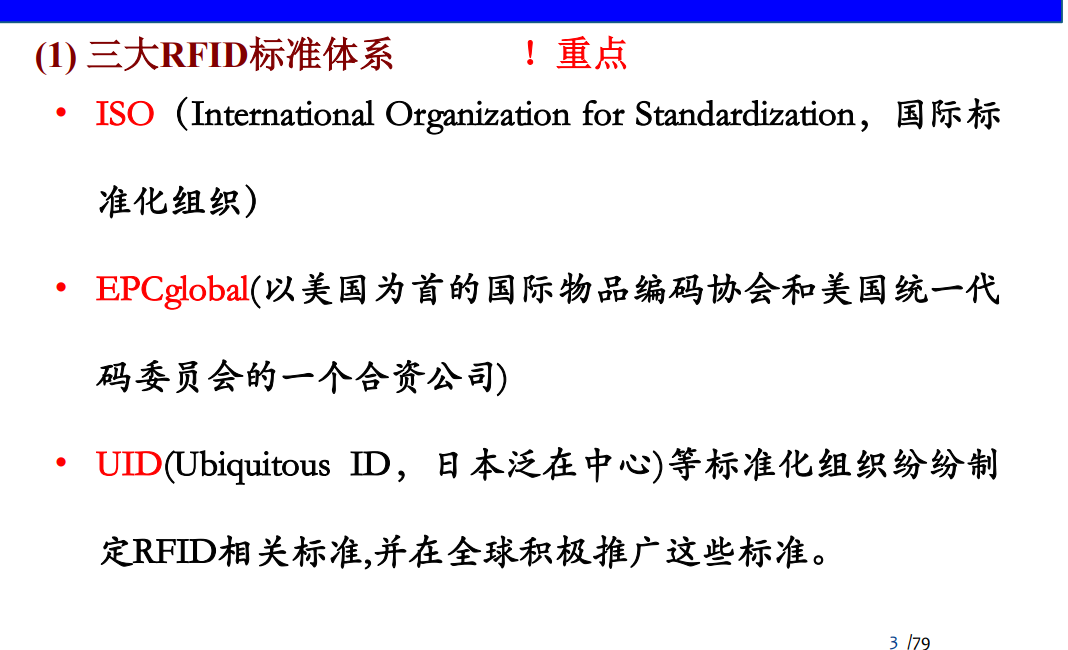 (1) 三大RFID标准体系 ！重点
• ISO（International Organization for Standardization，国际标
准化组织）
• EPCglobal(以美国为首的国际物品编码协会和美国统一代
码委员会的一个合资公司)
• UID(Ubiquitous ID，日本泛在中心)等标准化组织纷纷制
定RFID相关标准,并在全球积极推广这些标准。
3 /79